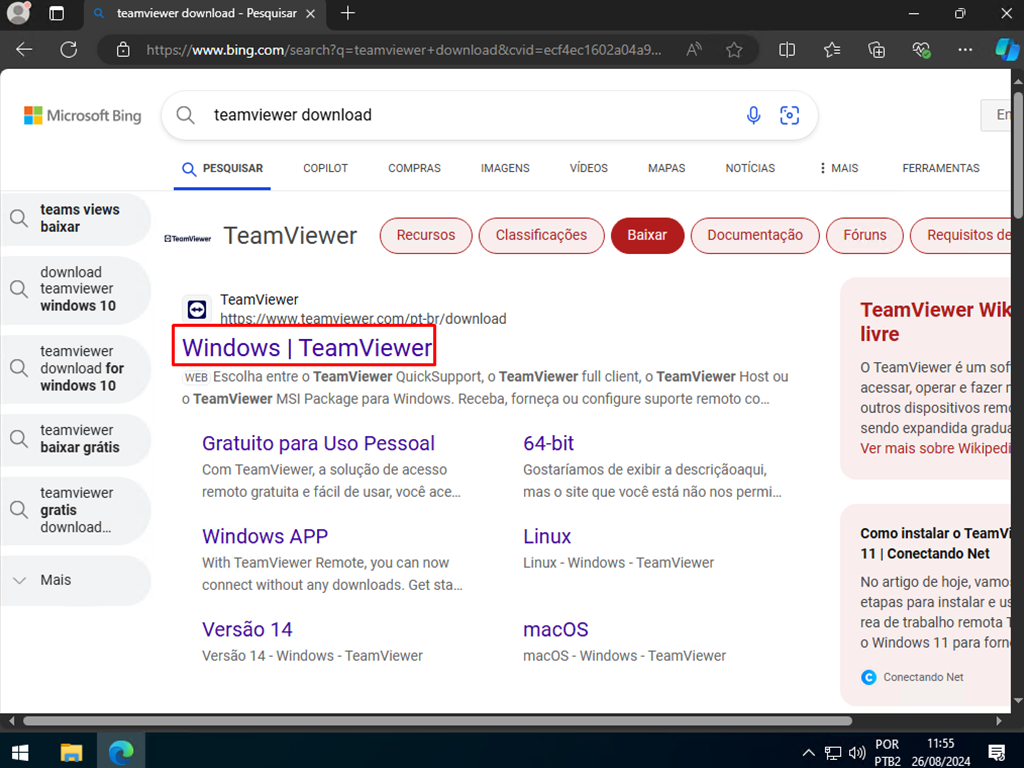 teamviewer download - Pesquisar
https://www.bing.com/search?q=teamviewer+download&cvid=ecf4ec1602a04a9...
Microsoft Bing
teamviewer download
En
PESQUISAR
COPILOT
COMPRAS
IMAGENS
VÍDEOS
MAPAS
NOTÍCIAS
MAIS
FERRAMENTAS
teams views
baixar
download
teamviewer
windows 10
teamviewer
download for
windows 10
teamviewer
baixar grátis
teamviewer
gratis
download...
Mais
TeamViewer
TeamViewer
Recursos
Classificações
Baixar
Documentação
Fóruns
Requisitos de
TeamViewer
https://www.teamviewer.com/pt-br/download
Windows | TeamViewer
WEB Escolha entre o TeamViewer QuickSupport, o TeamViewer full client, o TeamViewer Host ou
o TeamViewer MSI Package para Windows. Receba, forneça ou configure suporte remoto co...
Gratuito para Uso Pessoal
Com TeamViewer, a solução de acesso
remoto gratuita e fácil de usar, você ace...
64-bit
Gostaríamos de exibir a descriçãoaqui,
mas o site que você está não nos permi...
Windows APP
With TeamViewer Remote, you can now
connect without any downloads. Get sta...
Linux
Linux - Windows - TeamViewer
Versão 14
Versão 14 - Windows - TeamViewer
macOS
macOS - Windows - TeamViewer
TeamViewer Wik
livre
O TeamViewer é um sof
acessar, operar e fazer r
outros dispositivos remo
sendo expandida gradua
Ver mais sobre Wikipedi
Como instalar o TeamVi
11 | Conectando Net
No artigo de hoje, vamos
etapas para instalar e us
rea de trabalho remota T
o Windows 11 para forne
Conectando Net
POR
PTB2
11:55
26/08/2024